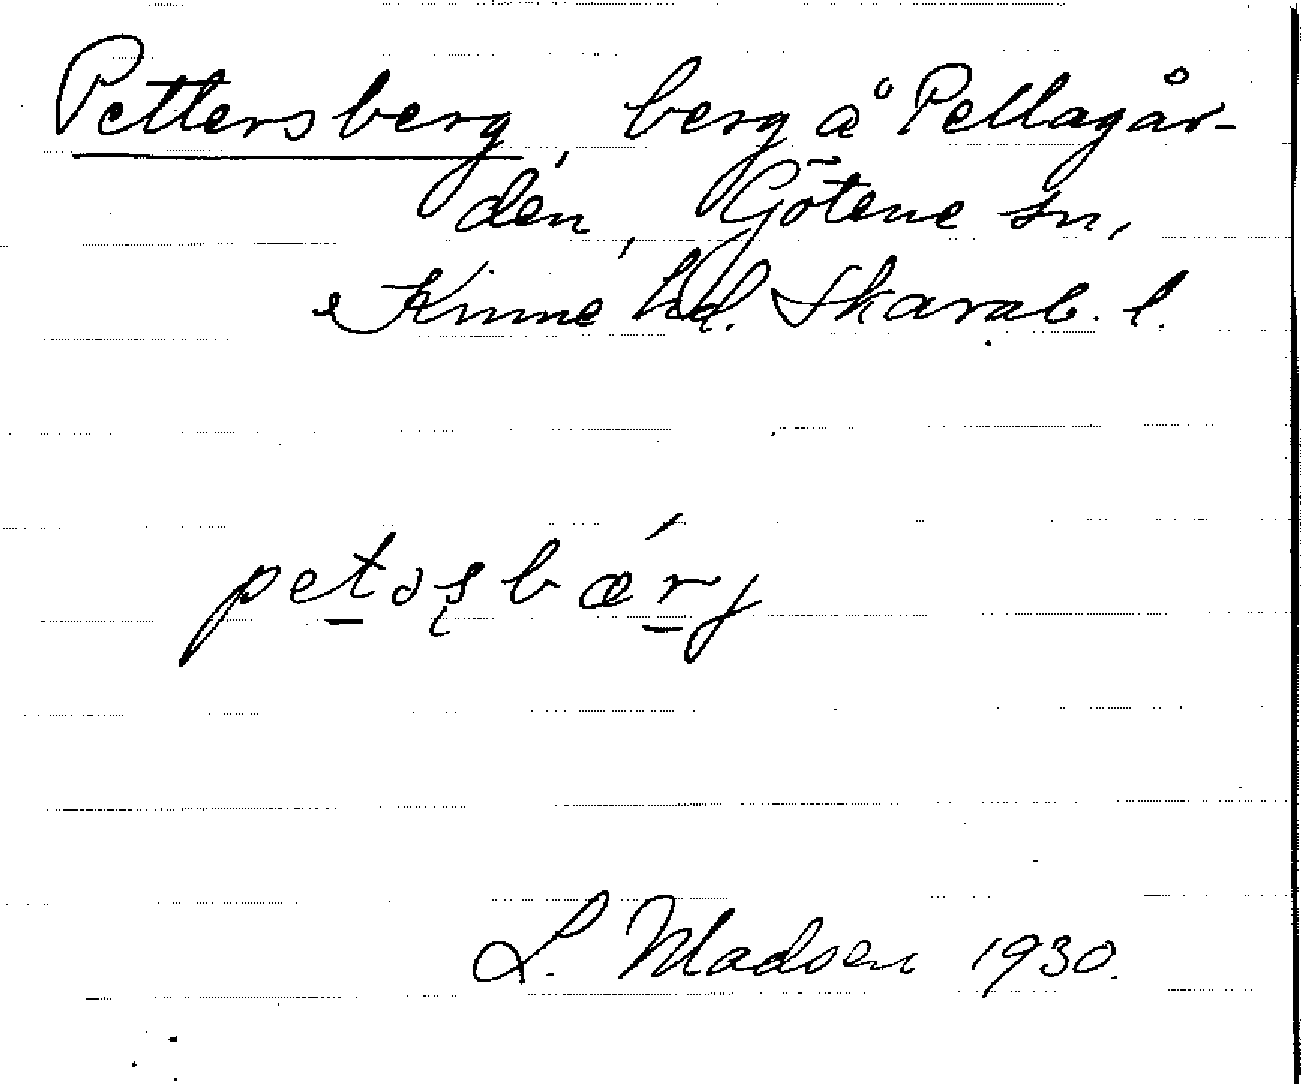 Pettersberg, berg å Pellagår-
den, Götene sn,
Kinne hd. Skarab. l.
petəʂbærj
L. Madsen 1930.